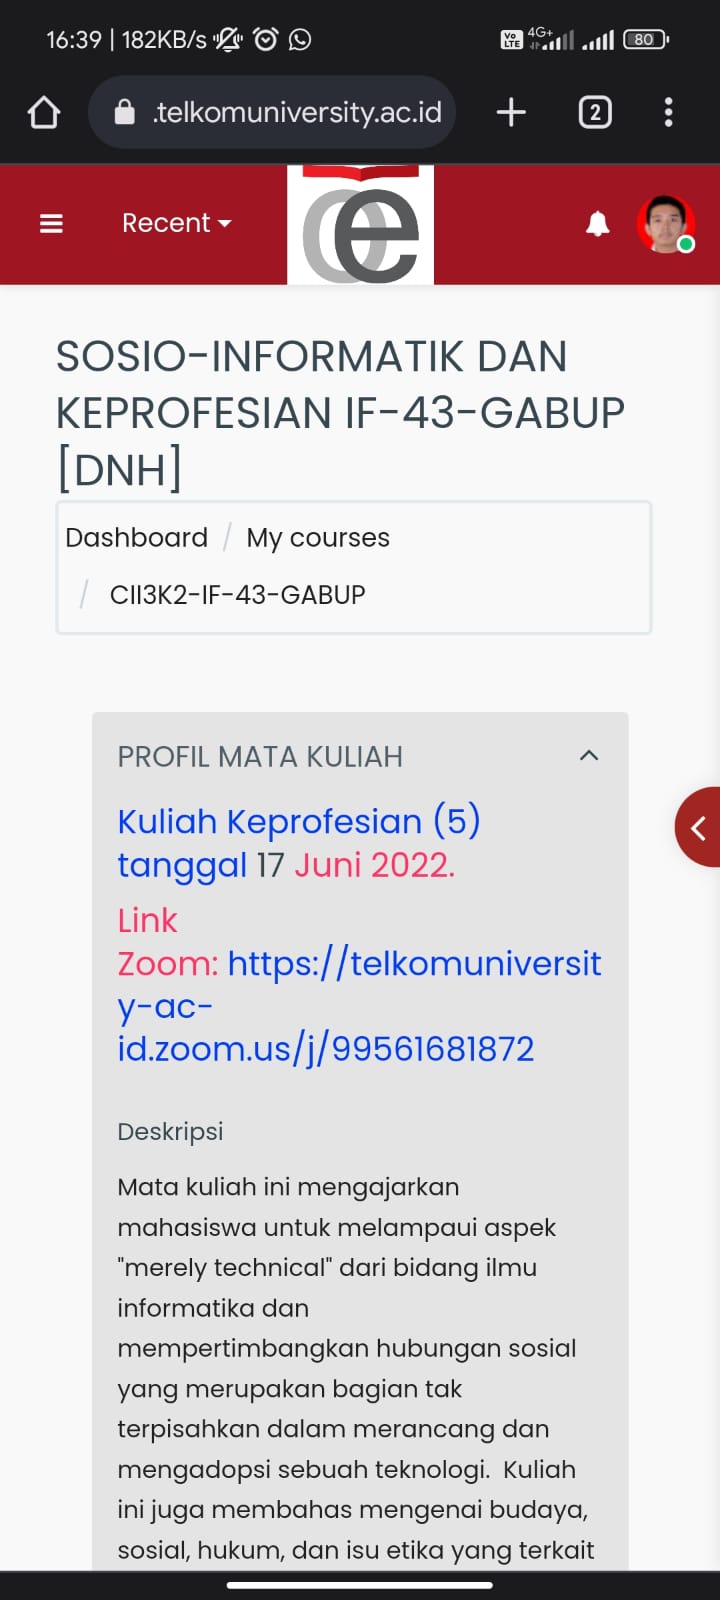 16:39 | 182KB/s
Vo LTE 4G+ 80
.telkomuniversity.ac.id
2
Recent
e
SOSIO-INFORMATIK DAN
KEPROFESIAN IF-43-GABUP
[DNH]
Dashboard / My courses
/ CII3K2-IF-43-GABUP
PROFIL MATA KULIAH
Kuliah Keprofesian (5)
tanggal 17 Juni 2022.
Link
Zoom: https://telkomuniversit
y-ac-
id.zoom.us/j/99561681872
Deskripsi
Mata kuliah ini mengajarkan
mahasiswa untuk melampaui aspek
"merely technical" dari bidang ilmu
informatika dan
mempertimbangkan hubungan sosial
yang merupakan bagian tak
terpisahkan dalam merancang dan
mengadopsi sebuah teknologi. Kuliah
ini juga membahas mengenai budaya,
sosial, hukum, dan isu etika yang terkait